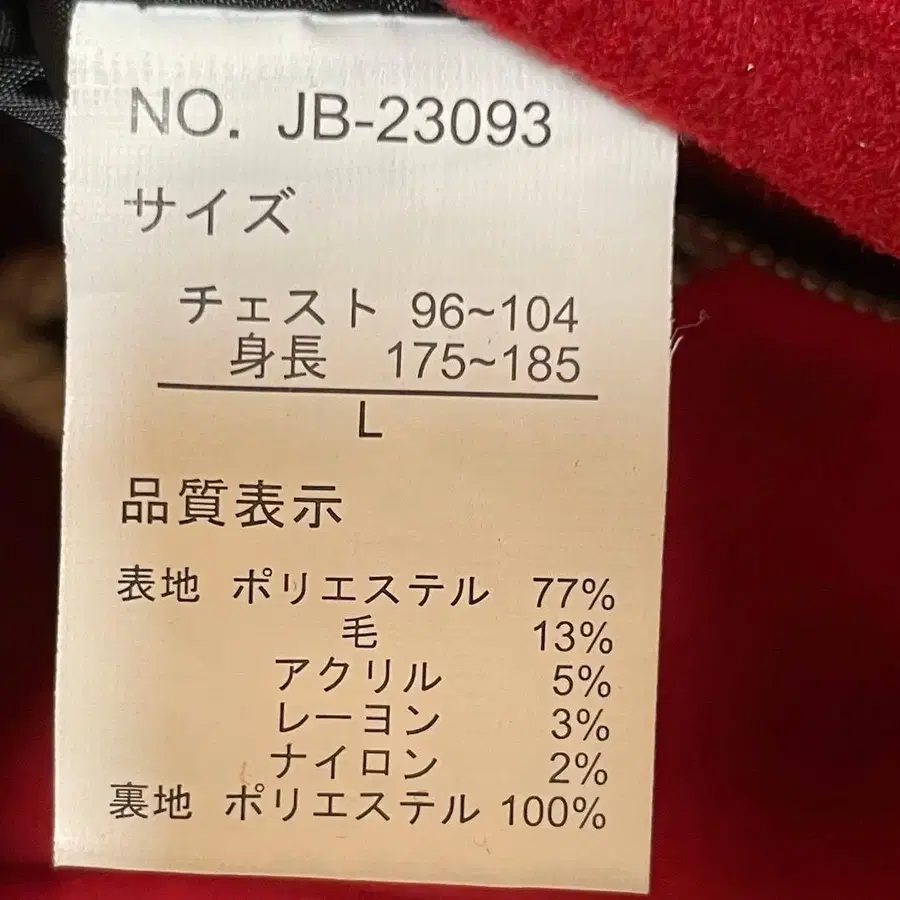 NO. JB-23093
サイズ
チェスト 96~104
身長 175~185
L
品質表示
表地 ポリエステル 77%
毛 13%
アクリル 5%
レーヨン 3%
ナイロン 2%
裏地 ポリエステル 100%